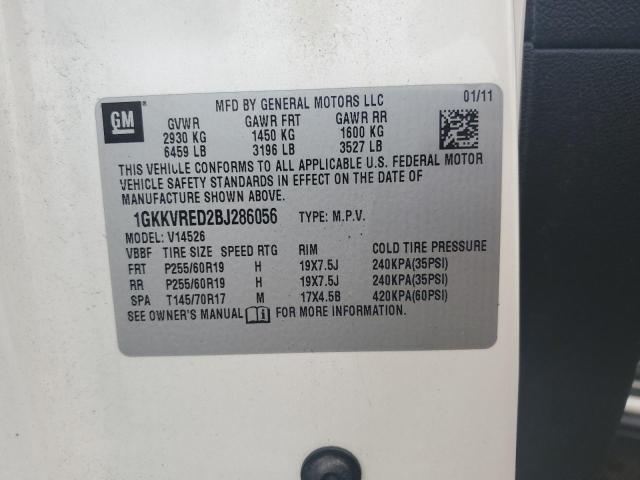 MFD BY GENERAL MOTORS LLC 01/11
GM
GVWR GAWR FRT GAWR RR
2930 KG 1450 KG 1600 KG
6459 LB 3196 LB 3527 LB
THIS VEHICLE CONFORMS TO ALL APPLICABLE U.S. FEDERAL MOTOR
VEHICLE SAFETY STANDARDS IN EFFECT ON THE DATE OF
MANUFACTURE SHOWN ABOVE.
1GKKVRED2BJ286056 TYPE: M.P.V.
MODEL: V14526
VBBF TIRE SIZE SPEED RTG RIM COLD TIRE PRESSURE
FRT P255/60R19 H 19X7.5J 240KPA(35PSI)
RR P255/60R19 H 19X7.5J 240KPA(35PSI)
SPA T145/70R17 M 17X4.5B 420KPA(60PSI)
SEE OWNER'S MANUAL FOR MORE INFORMATION.